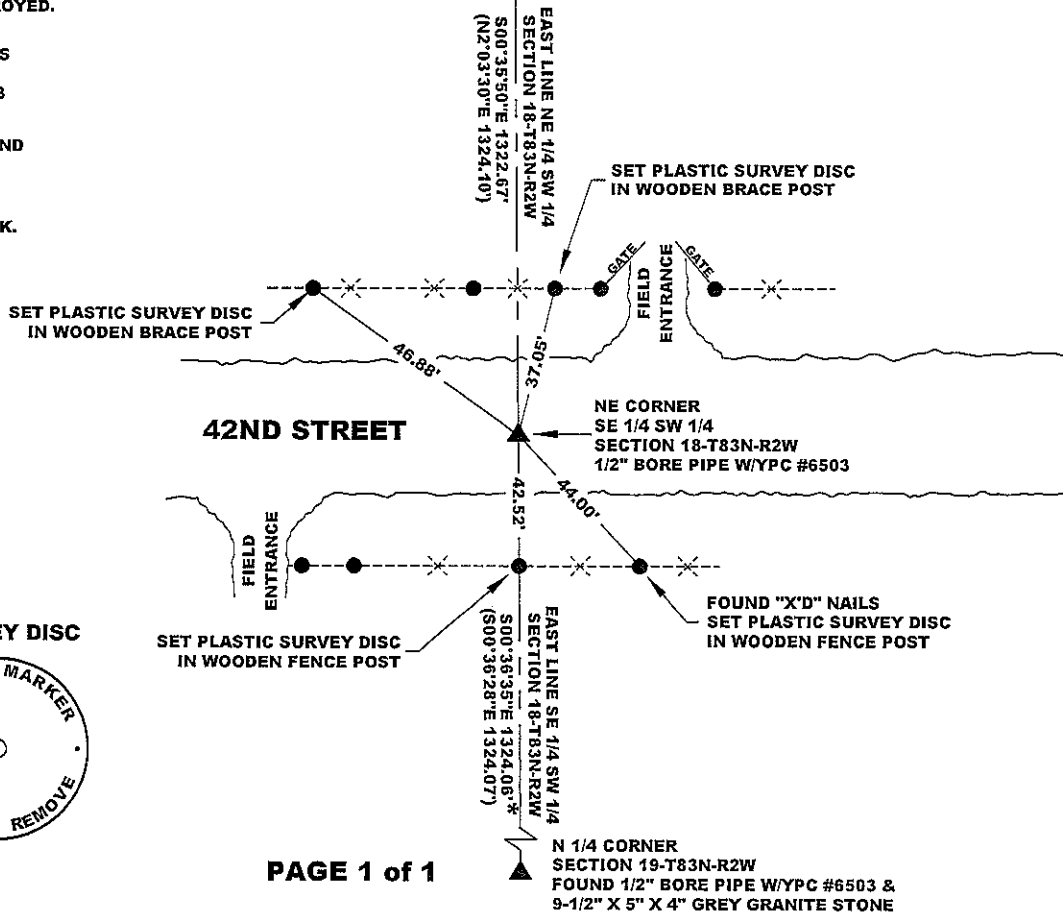 OYED.
S
B
ND
K.
EAST LINE NE 1/4 SW 1/4
SECTION 18-T83N-R2W
S00°35'50"E 1322.67'
(N2°03'30"E 1324.10')
SET PLASTIC SURVEY DISC
IN WOODEN BRACE POST
GATE
FIELD
ENTRANCE
GATE
SET PLASTIC SURVEY DISC
IN WOODEN BRACE POST
46.88'
37.05'
42ND STREET
NE CORNER
SE 1/4 SW 1/4
SECTION 18-T83N-R2W
1/2" BORE PIPE W/YPC #6503
42.52'
44.00'
FIELD
ENTRANCE
FOUND "X'D" NAILS
SET PLASTIC SURVEY DISC
IN WOODEN FENCE POST
SET PLASTIC SURVEY DISC
IN WOODEN FENCE POST
EAST LINE SE 1/4 SW 1/4
SECTION 18-T83N-R2W
S00°36'35"E 1324.06'*
(S00°36'28"E 1324.07')
EY DISC
MARKER
REMOVE
PAGE 1 of 1
N 1/4 CORNER
SECTION 19-T83N-R2W
FOUND 1/2" BORE PIPE W/YPC #6503 &
9-1/2" X 5" X 4" GREY GRANITE STONE